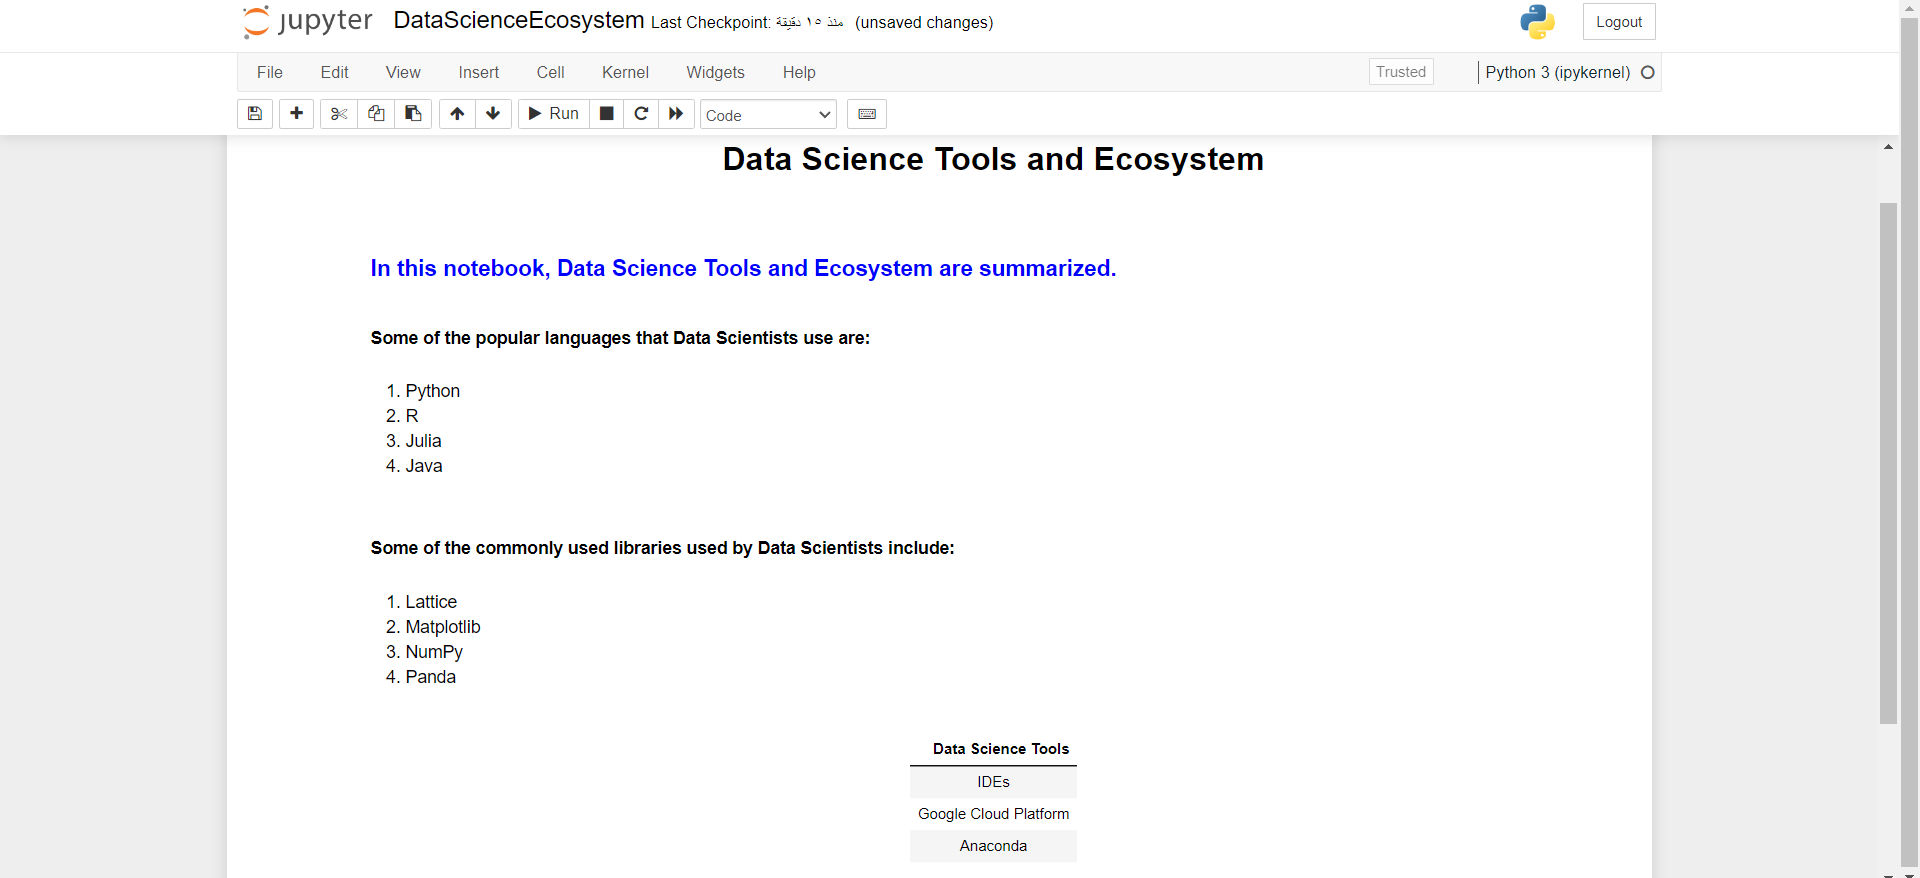 jupyter DataScienceEcosystem Last Checkpoint: منذ ١٥ دقيقة (unsaved changes) Logout
File Edit View Insert Cell Kernel Widgets Help Trusted Python 3 (ipykernel)
Run Code
Data Science Tools and Ecosystem
In this notebook, Data Science Tools and Ecosystem are summarized.
Some of the popular languages that Data Scientists use are:
1. Python
2. R
3. Julia
4. Java
Some of the commonly used libraries used by Data Scientists include:
1. Lattice
2. Matplotlib
3. NumPy
4. Panda
Data Science Tools
IDEs
Google Cloud Platform
Anaconda